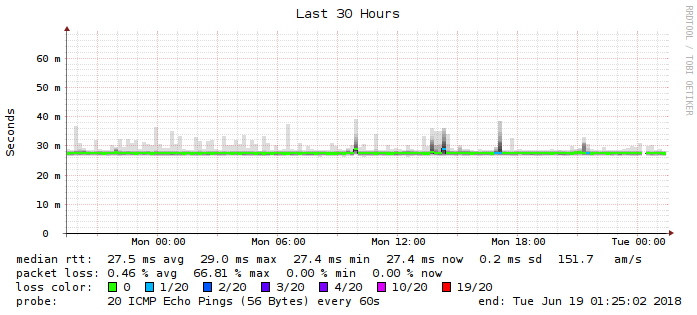 Last 30 Hours
RRDTOOL / TOBI OETIKER
Seconds
60 m
50 m
40 m
30 m
20 m
10 m
0
Mon 00:00 Mon 06:00 Mon 12:00 Mon 18:00 Tue 00:00
median rtt: 27.5 ms avg 29.0 ms max 27.4 ms min 27.4 ms now 0.2 ms sd 151.7 am/s
packet loss: 0.46 % avg 66.81 % max 0.00 % min 0.00 % now
loss color: 0 1/20 2/20 3/20 4/20 10/20 19/20
probe: 20 ICMP Echo Pings (56 Bytes) every 60s end: Tue Jun 19 01:25:02 2018